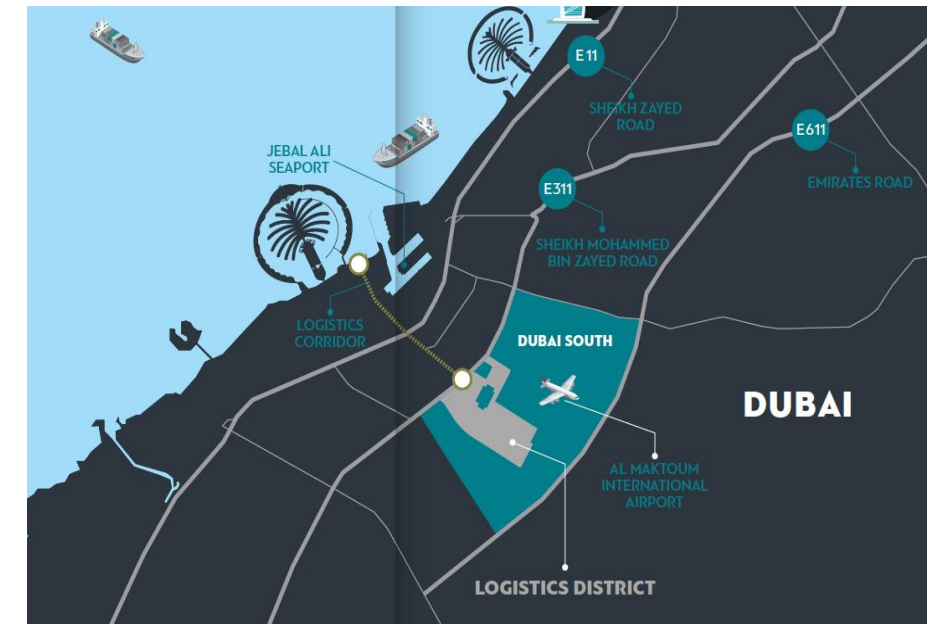 E11
SHEIKH ZAYED
ROAD
E611
EMIRATES ROAD
JEBAL ALI
SEAPORT
E311
SHEIKH MOHAMMED
BIN ZAYED ROAD
LOGISTICS
CORRIDOR
DUBAI SOUTH
DUBAI
AL MAKTOUM
INTERNATIONAL
AIRPORT
LOGISTICS DISTRICT